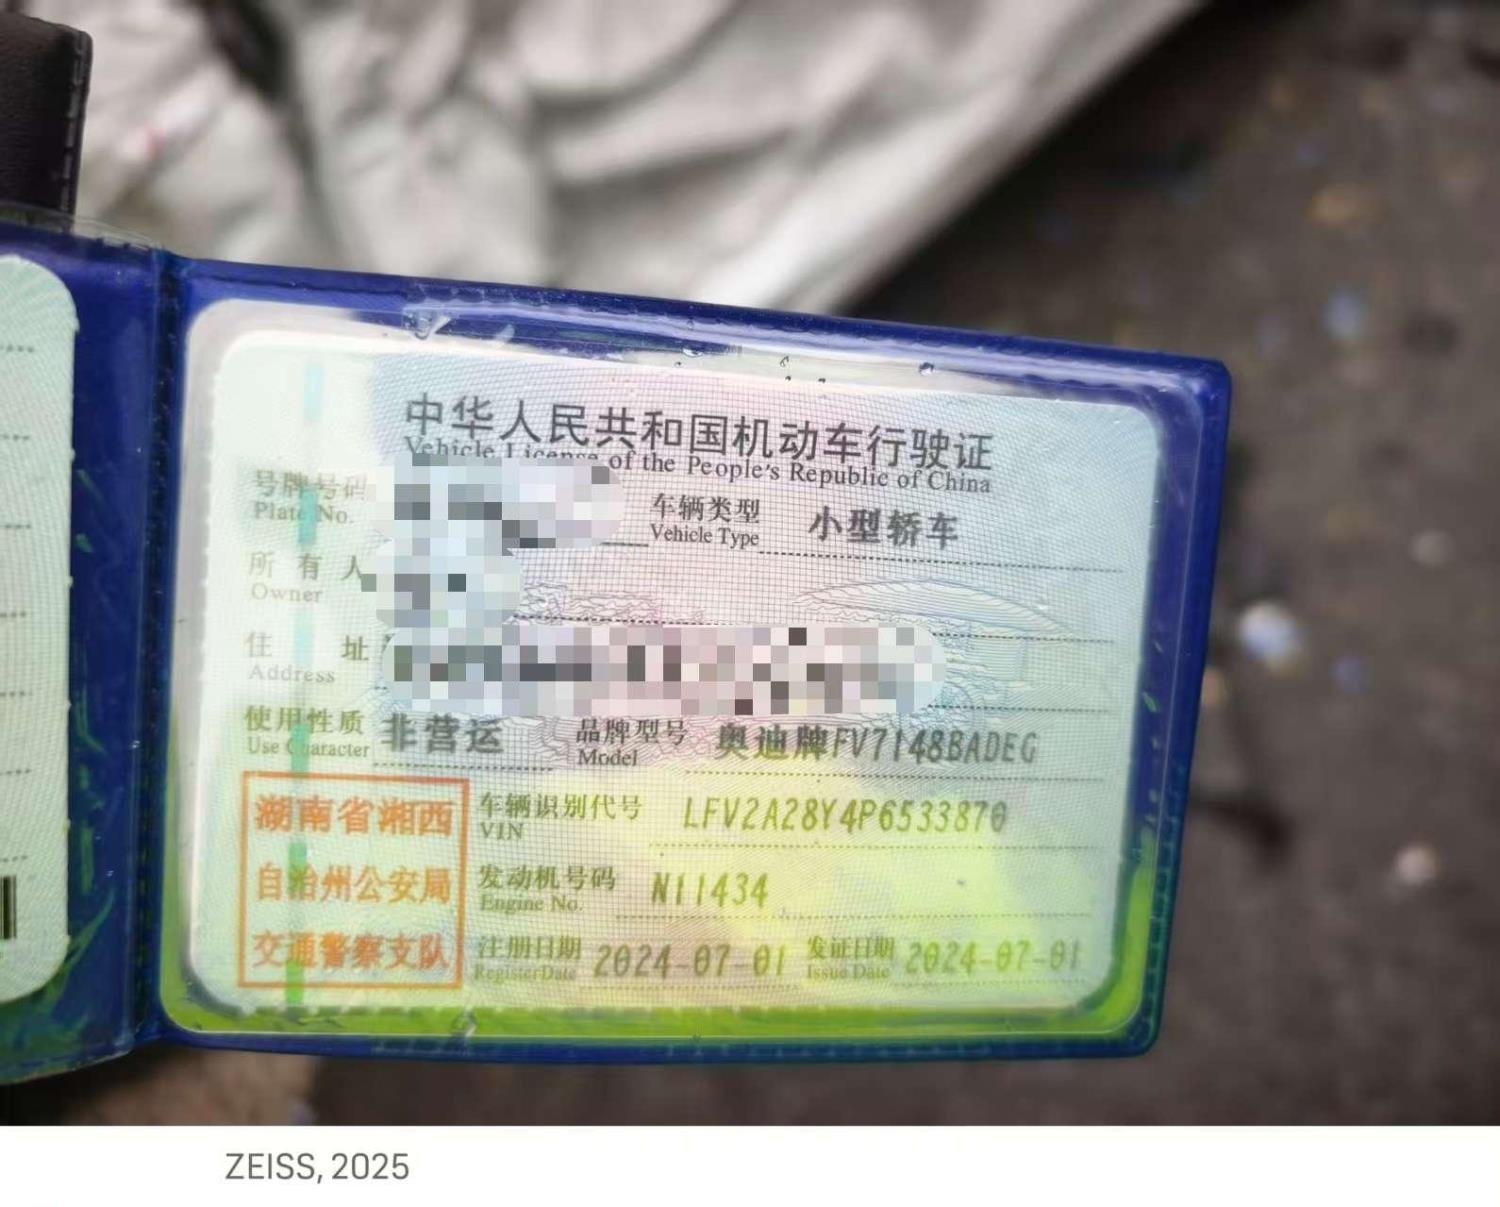 中华人民共和国机动车行驶证
Vehicle License of the People's Republic of China
号牌号码 车辆类型 小型轿车
Plate No. Vehicle Type
所有人
Owner
住址
Address
使用性质 非营运 品牌型号 奥迪牌FV7148BADEG
Use Character Model
湖南省湘西
自治州公安局
交通警察支队
车辆识别代号 LFV2A28Y4P6533870
VIN
发动机号码 N11434
Engine No.
注册日期 2024-07-01 发证日期 2024-07-01
Register Date Issue Date
ZEISS, 2025